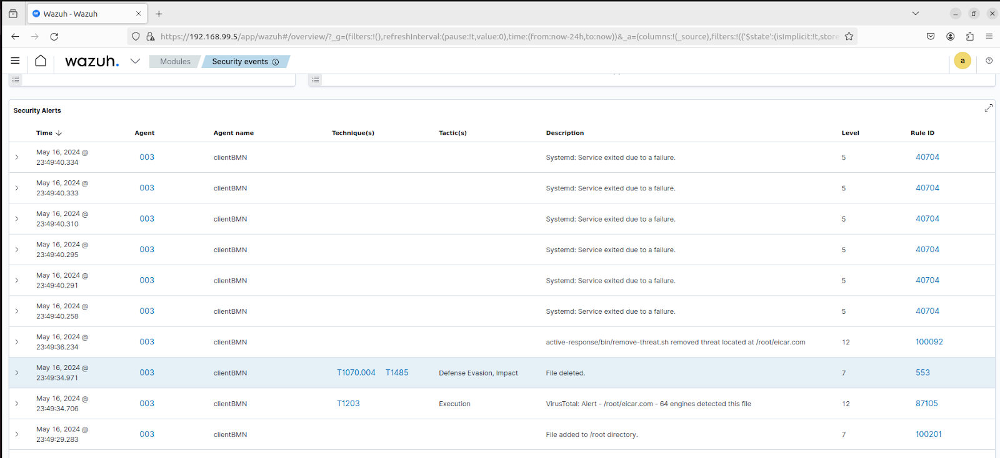 Wazuh - Wazuh
https://192.168.99.5/app/wazuh#/overview/?_g=(filters:!(),refreshInterval:(pause:!t,value:0),time:(from:now-24h,to:now))&_a=(columns:!(_source),filters:!(('$state':(isImplicit:!t,store
wazuh. Modules Security events a
Security Alerts
Time Agent Agent name Technique(s) Tactic(s) Description Level Rule ID
May 16, 2024 @
23:49:40.334 003 clientBMN Systemd: Service exited due to a failure. 5 40704
May 16, 2024 @
23:49:40.333 003 clientBMN Systemd: Service exited due to a failure. 5 40704
May 16, 2024 @
23:49:40.310 003 clientBMN Systemd: Service exited due to a failure. 5 40704
May 16, 2024 @
23:49:40.295 003 clientBMN Systemd: Service exited due to a failure. 5 40704
May 16, 2024 @
23:49:40.291 003 clientBMN Systemd: Service exited due to a failure. 5 40704
May 16, 2024 @
23:49:40.258 003 clientBMN Systemd: Service exited due to a failure. 5 40704
May 16, 2024 @
23:49:36.234 003 clientBMN active-response/bin/remove-threat.sh removed threat located at /root/eicar.com 12 100092
May 16, 2024 @
23:49:34.971 003 clientBMN T1070.004 T1485 Defense Evasion, Impact File deleted. 7 553
May 16, 2024 @
23:49:34.706 003 clientBMN T1203 Execution VirusTotal: Alert - /root/eicar.com - 64 engines detected this file 12 87105
May 16, 2024 @
23:49:29.283 003 clientBMN File added to /root directory. 7 100201